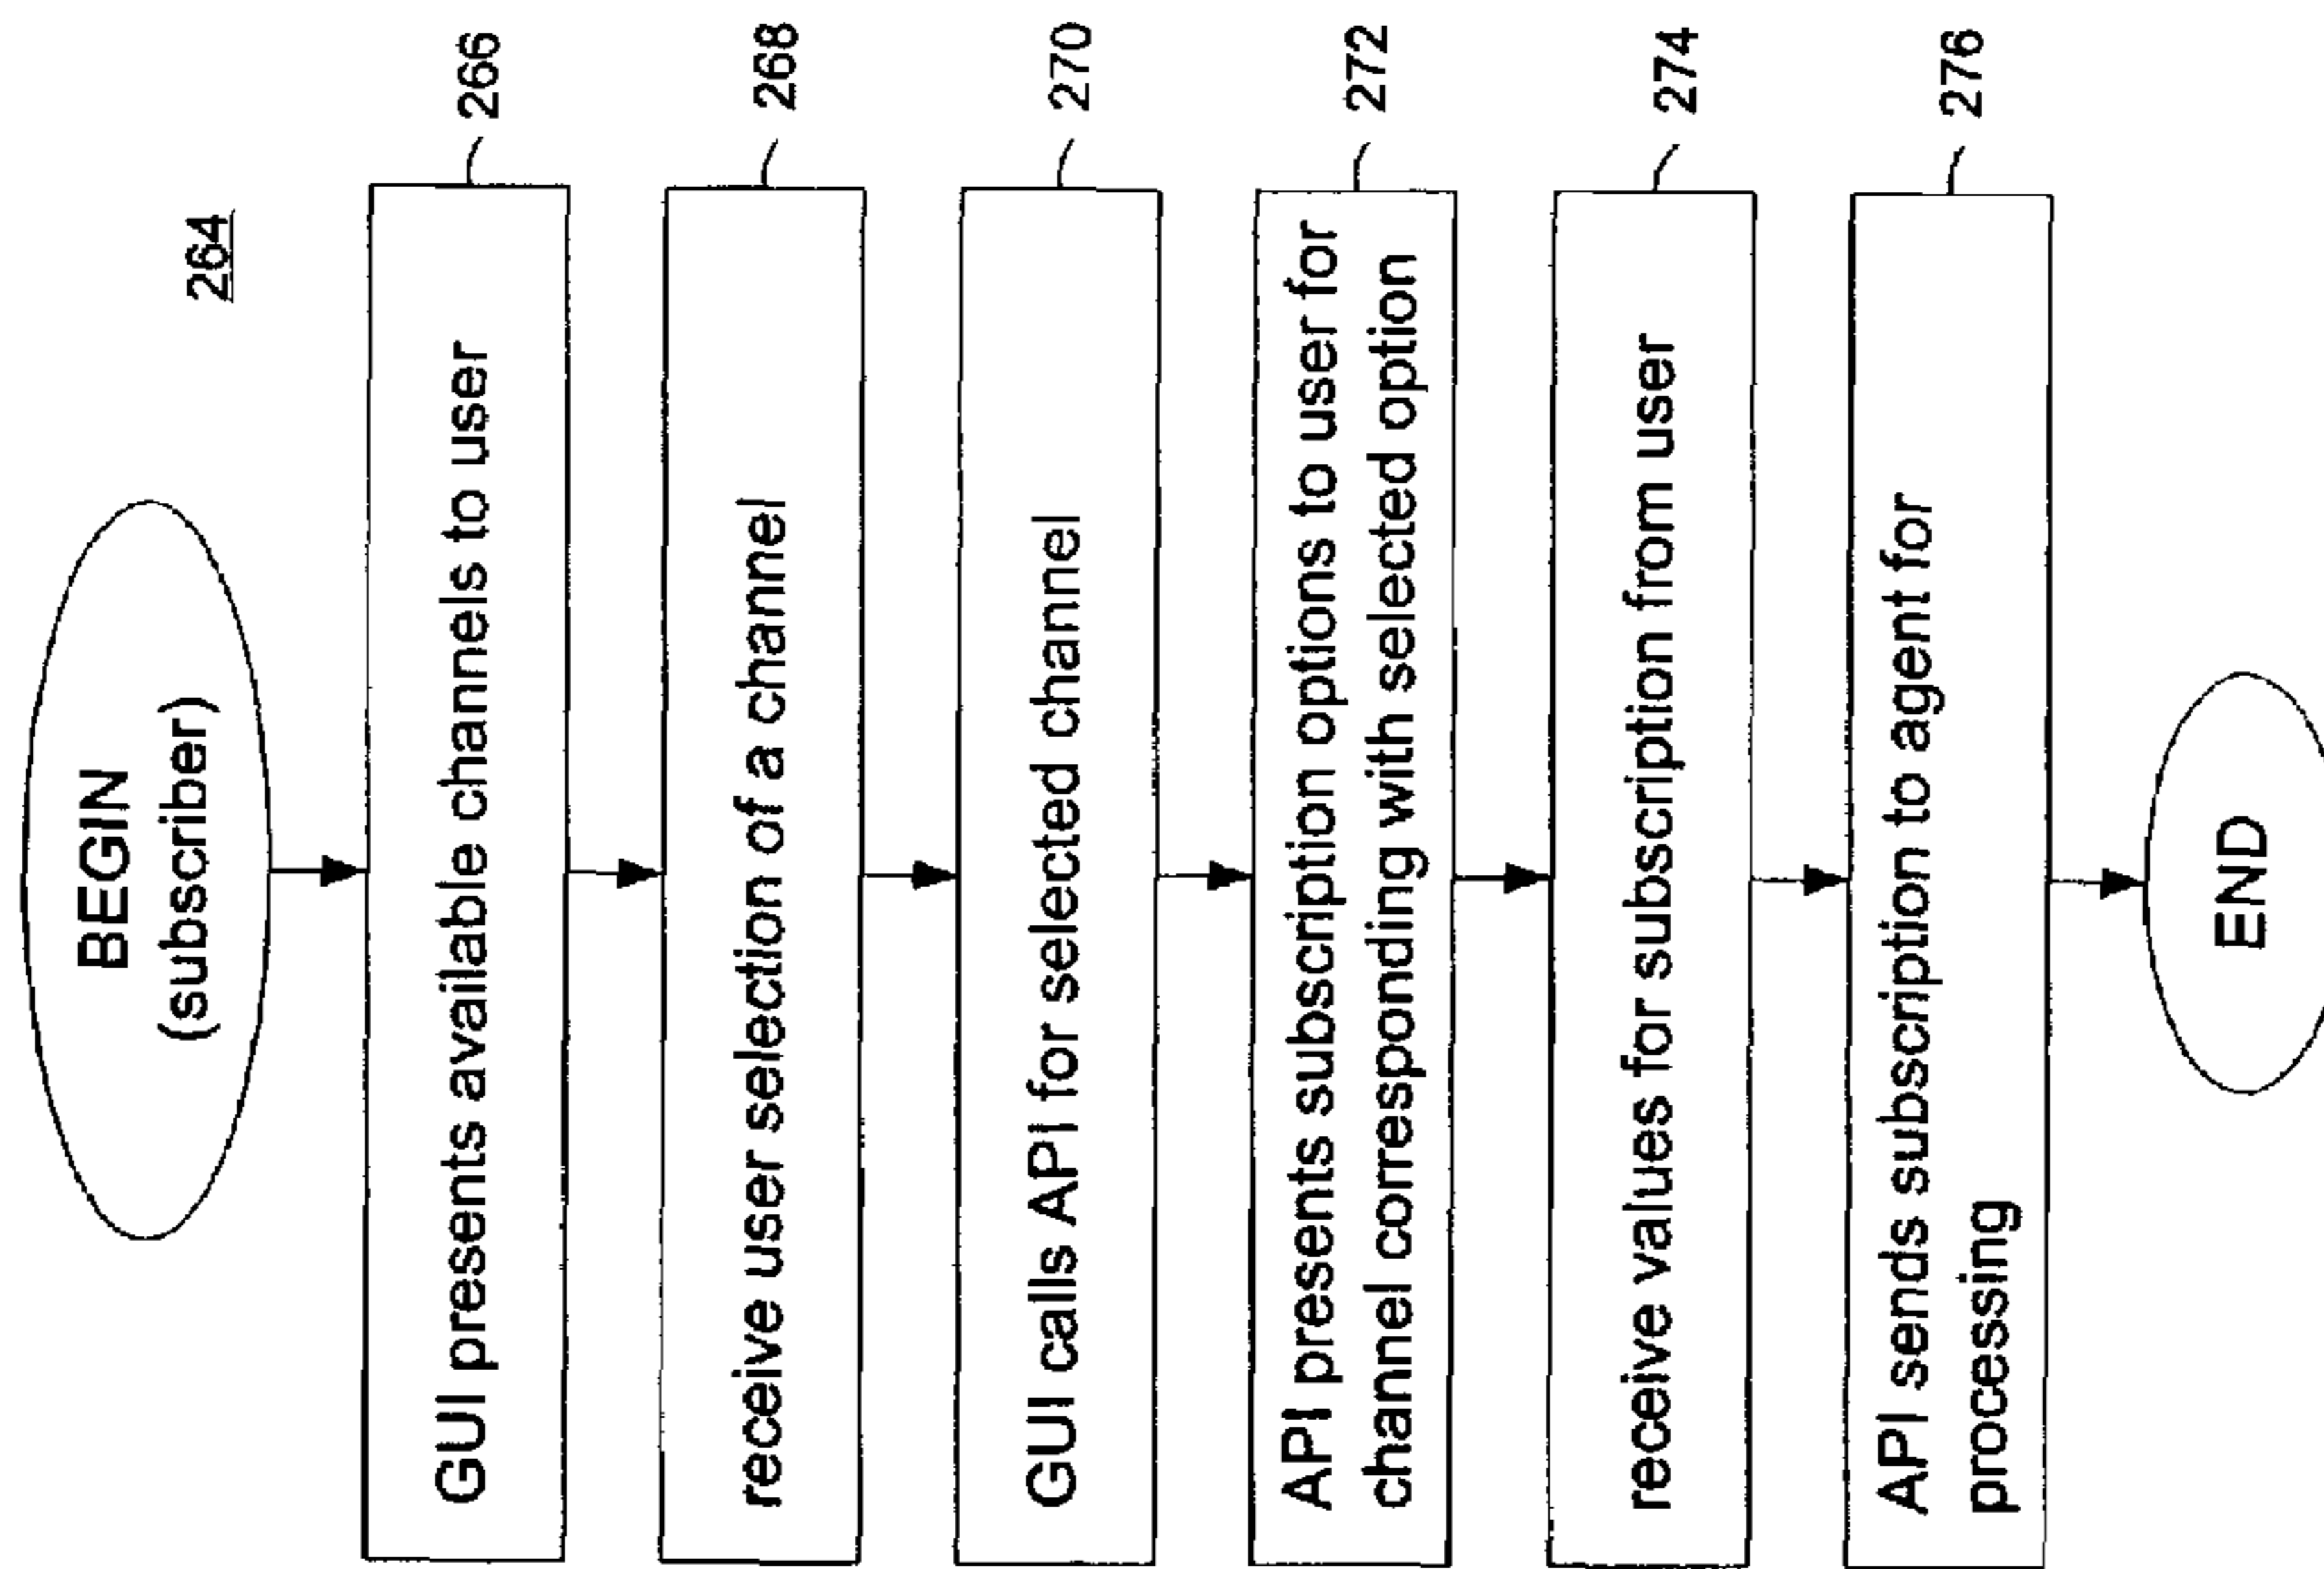 BEGIN
(subscriber)
264
GUI presents available channels to user
266
receive user selection of a channel
268
GUI calls API for selected channel
270
API presents subscription options to user for
channel corresponding with selected option
272
receive values for subscription from user
274
API sends subscription to agent for
processing
276
END